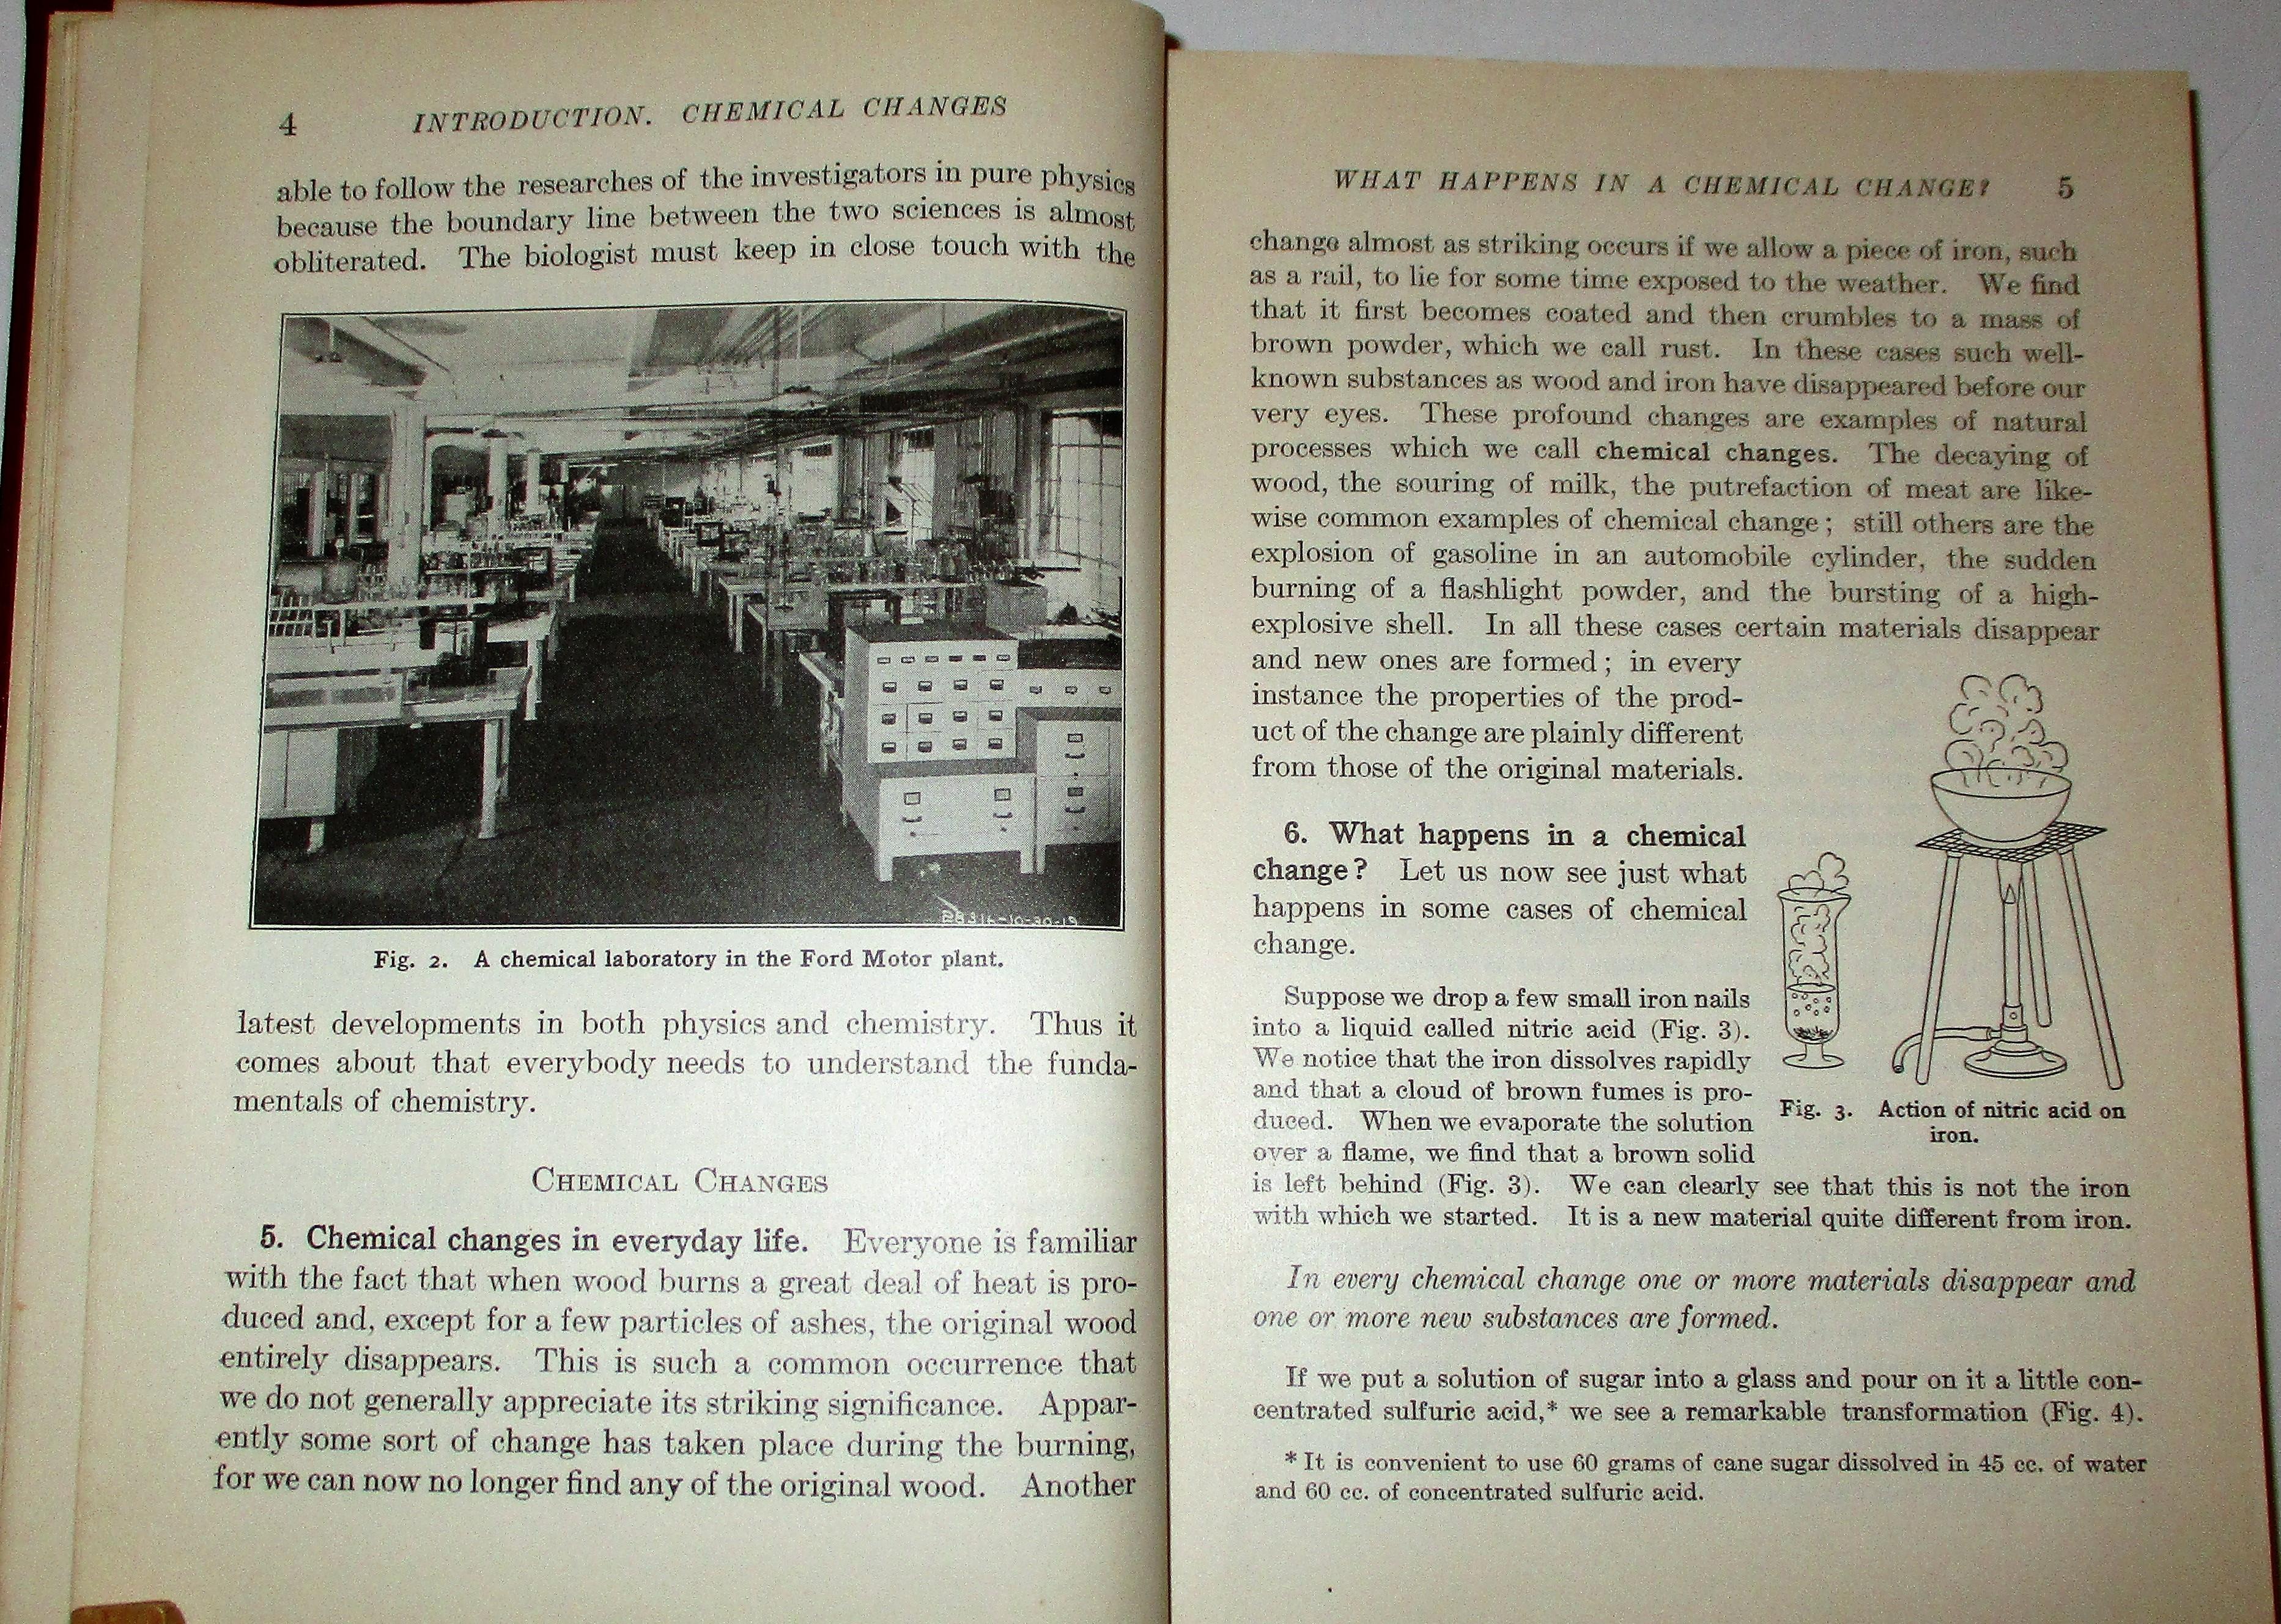 4 INTRODUCTION. CHEMICAL CHANGES
able to follow the researches of the investigators in pure physics
because the boundary line between the two sciences is almost
obliterated. The biologist must keep in close touch with the
28316-10-30-19
Fig. 2. A chemical laboratory in the Ford Motor plant.
latest developments in both physics and chemistry. Thus it
comes about that everybody needs to understand the funda-
mentals of chemistry.
CHEMICAL CHANGES
5. Chemical changes in everyday life. Everyone is familiar
with the fact that when wood burns a great deal of heat is pro-
duced and, except for a few particles of ashes, the original wood
entirely disappears. This is such a common occurrence that
we do not generally appreciate its striking significance. Appar-
ently some sort of change has taken place during the burning,
for we can now no longer find any of the original wood. Another
WHAT HAPPENS IN A CHEMICAL CHANGE? 5
change almost as striking occurs if we allow a piece of iron, such
as a rail, to lie for some time exposed to the weather. We find
that it first becomes coated and then crumbles to a mass of
brown powder, which we call rust. In these cases such well-
known substances as wood and iron have disappeared before our
very eyes. These profound changes are examples of natural
processes which we call chemical changes. The decaying of
wood, the souring of milk, the putrefaction of meat are like-
wise common examples of chemical change; still others are the
explosion of gasoline in an automobile cylinder, the sudden
burning of a flashlight powder, and the bursting of a high-
explosive shell. In all these cases certain materials disappear
and new ones are formed; in every
instance the properties of the prod-
uct of the change are plainly different
from those of the original materials.
6. What happens in a chemical
change? Let us now see just what
happens in some cases of chemical
change.
Suppose we drop a few small iron nails
into a liquid called nitric acid (Fig. 3).
We notice that the iron dissolves rapidly
and that a cloud of brown fumes is pro-
duced. When we evaporate the solution
over a flame, we find that a brown solid
Fig. 3. Action of nitric acid on
iron.
is left behind (Fig. 3). We can clearly see that this is not the iron
with which we started. It is a new material quite different from iron.
In every chemical change one or more materials disappear and
one or more new substances are formed.
If we put a solution of sugar into a glass and pour on it a little con-
centrated sulfuric acid,* we see a remarkable transformation (Fig. 4).
* It is convenient to use 60 grams of cane sugar dissolved in 45 cc. of water
and 60 cc. of concentrated sulfuric acid.